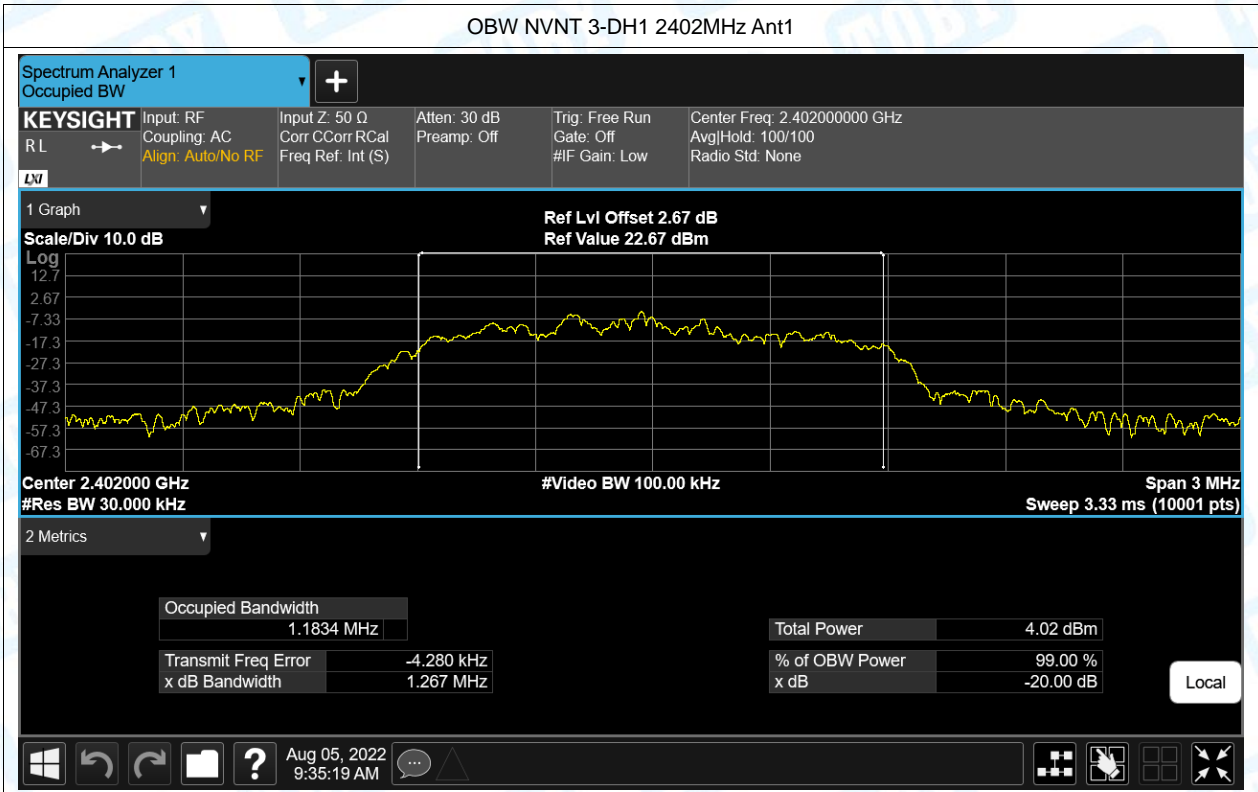 OBW NVNT 3-DH1 2402MHz Ant1
Spectrum Analyzer 1
Occupied BW
KEYSIGHT
R L
LXI
Input: RF
Coupling: AC
Align: Auto/No RF
Input Z: 50 Ω
Corr CCorr RCal
Freq Ref: Int (S)
Atten: 30 dB
Preamp: Off
Trig: Free Run
Gate: Off
#IF Gain: Low
Center Freq: 2.402000000 GHz
Avg|Hold: 100/100
Radio Std: None
1 Graph
Scale/Div 10.0 dB
Ref Lvl Offset 2.67 dB
Ref Value 22.67 dBm
Log
12.7
2.67
-7.33
-17.3
-27.3
-37.3
-47.3
-57.3
-67.3
Center 2.402000 GHz
#Res BW 30.000 kHz
#Video BW 100.00 kHz
Span 3 MHz
Sweep 3.33 ms (10001 pts)
2 Metrics
Occupied Bandwidth
1.1834 MHz
Transmit Freq Error -4.280 kHz
x dB Bandwidth 1.267 MHz
Total Power 4.02 dBm
% of OBW Power 99.00 %
x dB -20.00 dB
Local
?
Aug 05, 2022
9:35:19 AM